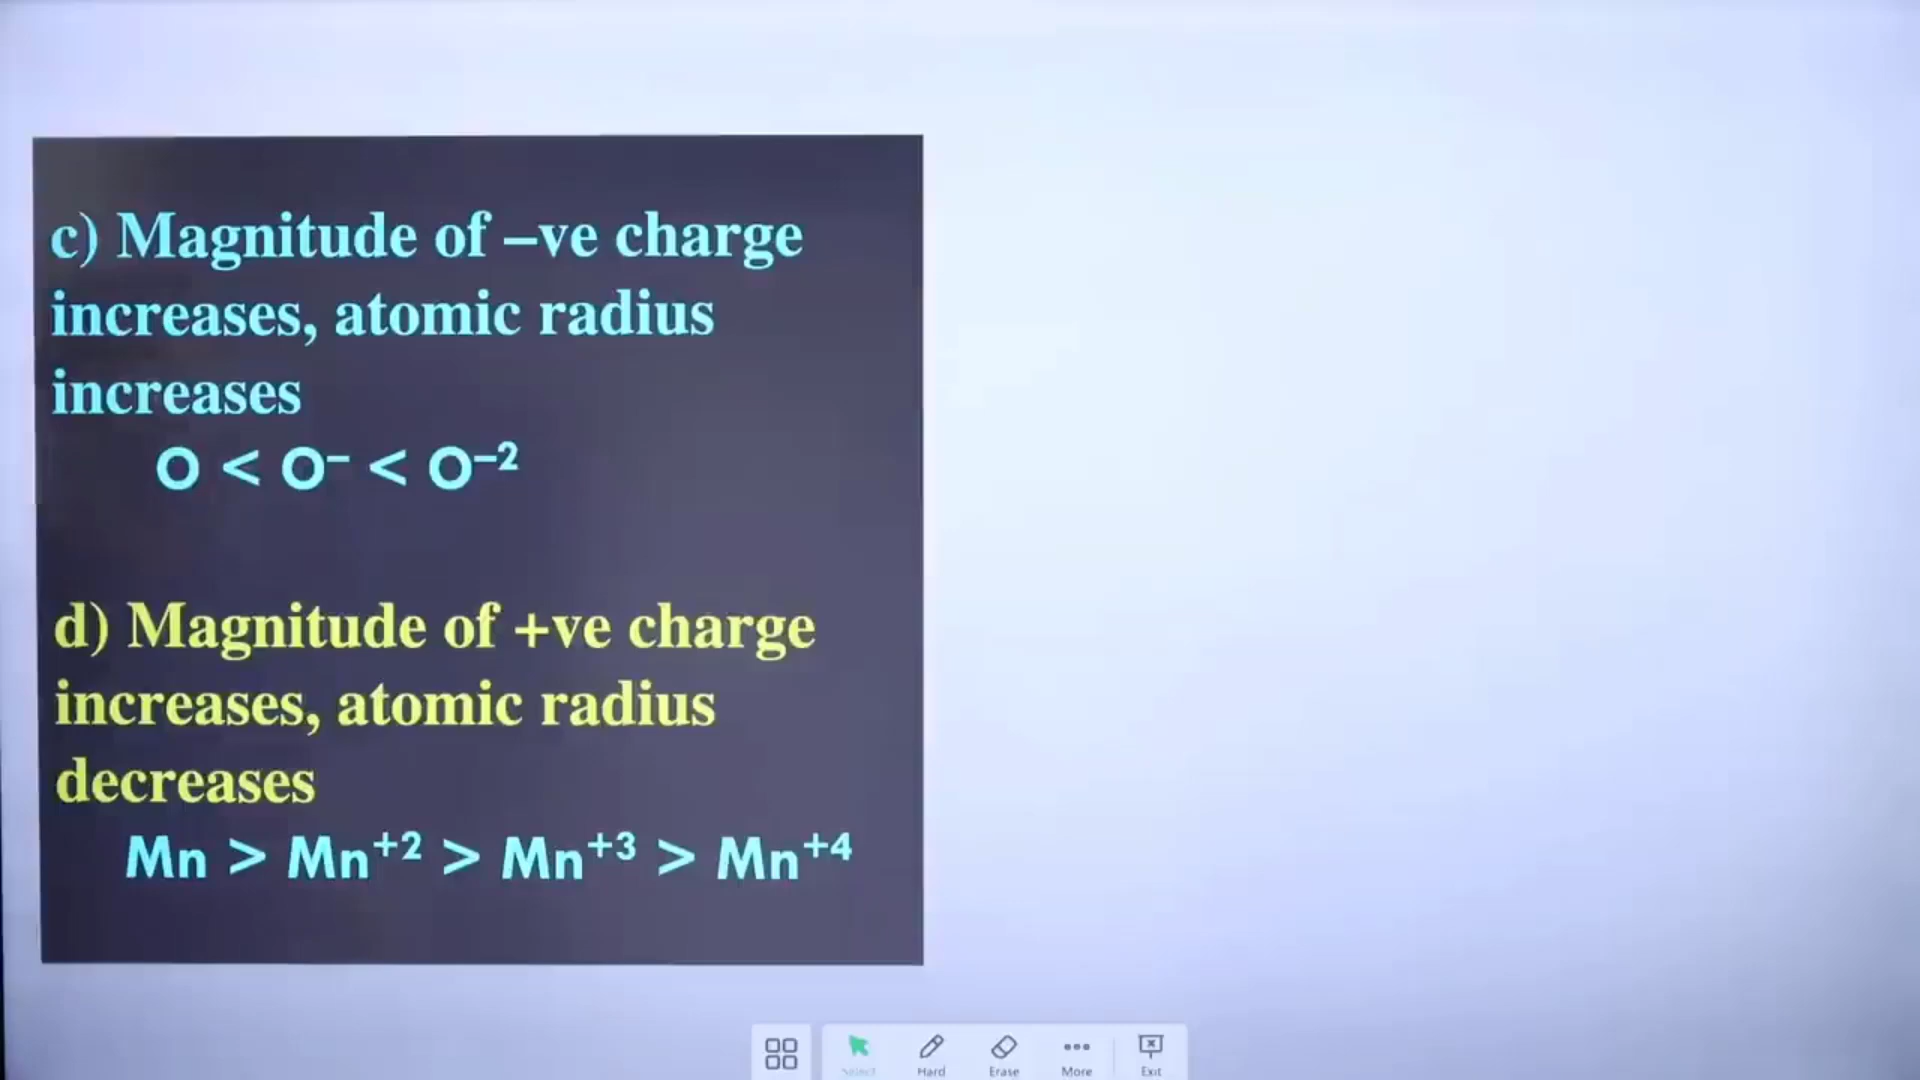 c) Magnitude of –ve charge
increases, atomic radius
increases
O < O⁻ < O⁻²
d) Magnitude of +ve charge
increases, atomic radius
decreases
Mn > Mn⁺² > Mn⁺³ > Mn⁺⁴
Select Hard Erase More Exit